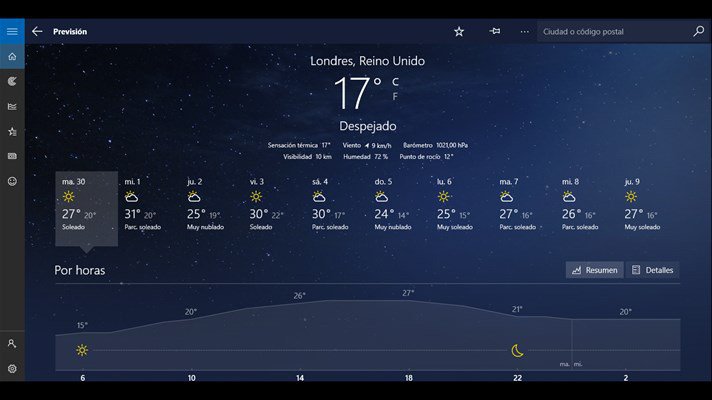 Previsión
Ciudad o código postal
Londres, Reino Unido
17° C
F
Despejado
Sensación térmica 17° Viento 9 km/h Barómetro 1021,00 hPa
Visibilidad 10 km Humedad 72 % Punto de rocío 12°
ma. 30 mi. 1 ju. 2 vi. 3 sá. 4 do. 5 lu. 6 ma. 7 mi. 8 ju. 9
27° 20° 31° 20° 25° 19° 30° 22° 30° 17° 24° 14° 25° 15° 27° 16° 26° 16° 27° 16°
Soleado Parc. soleado Muy nublado Soleado Parc. soleado Muy nublado Muy soleado Parc. soleado Parc. soleado Muy soleado
Por horas
Resumen Detalles
15° 20° 26° 27° 21° 20°
ma. mi.
6 10 14 18 22 2